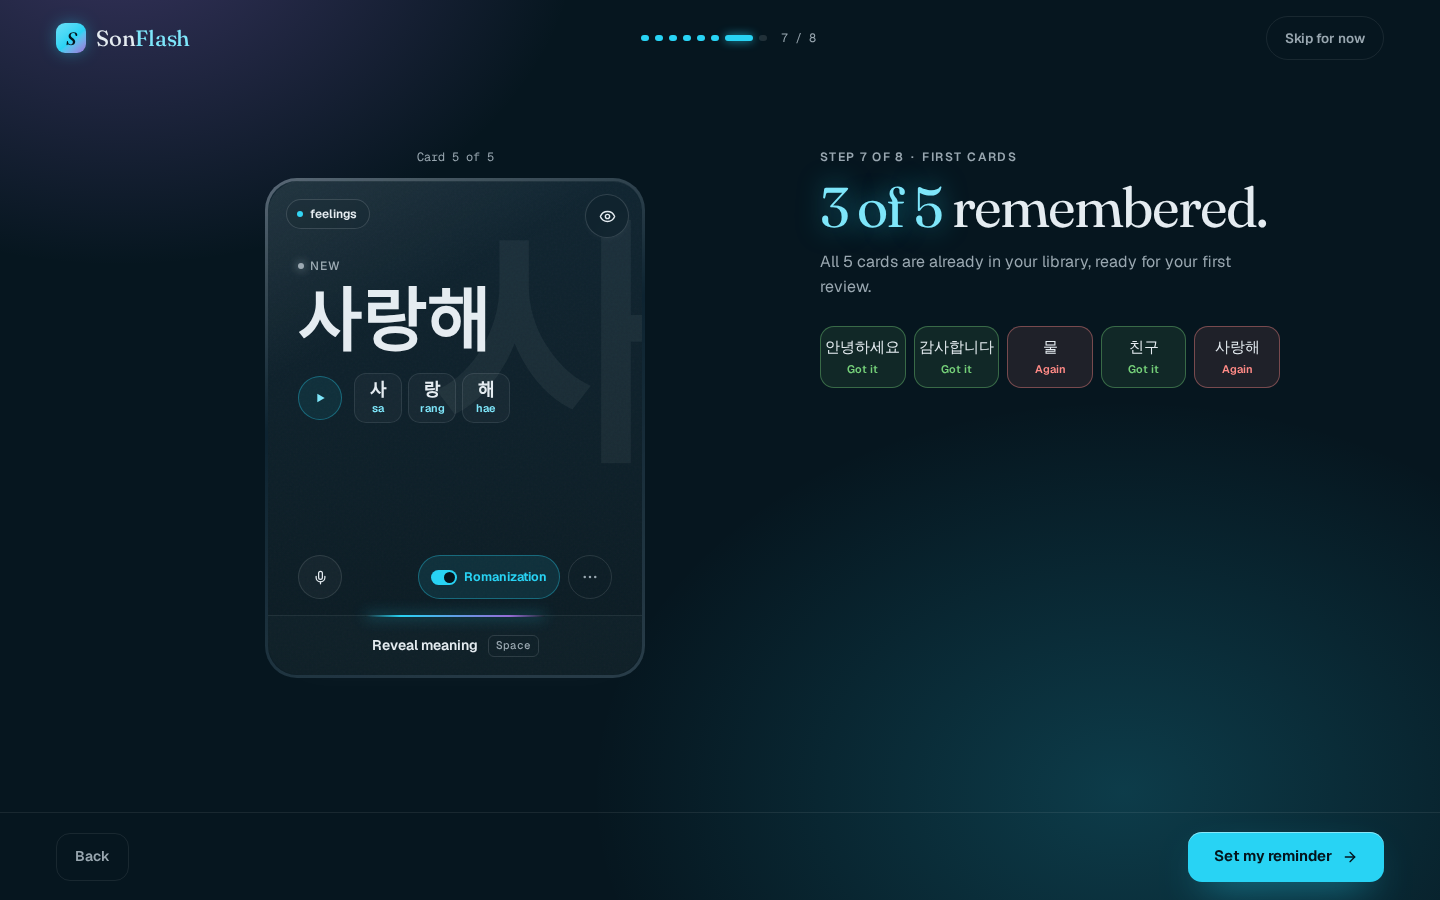 S SonFlash
7 / 8
Skip for now
Card 5 of 5
feelings
NEW
사랑해
사
사 랑 해
sa rang hae
Romanization
Reveal meaning Space
STEP 7 OF 8 · FIRST CARDS
3 of 5 remembered.
All 5 cards are already in your library, ready for your first
review.
안녕하세요 감사합니다 물 친구 사랑해
Got it Got it Again Got it Again
Back
Set my reminder →